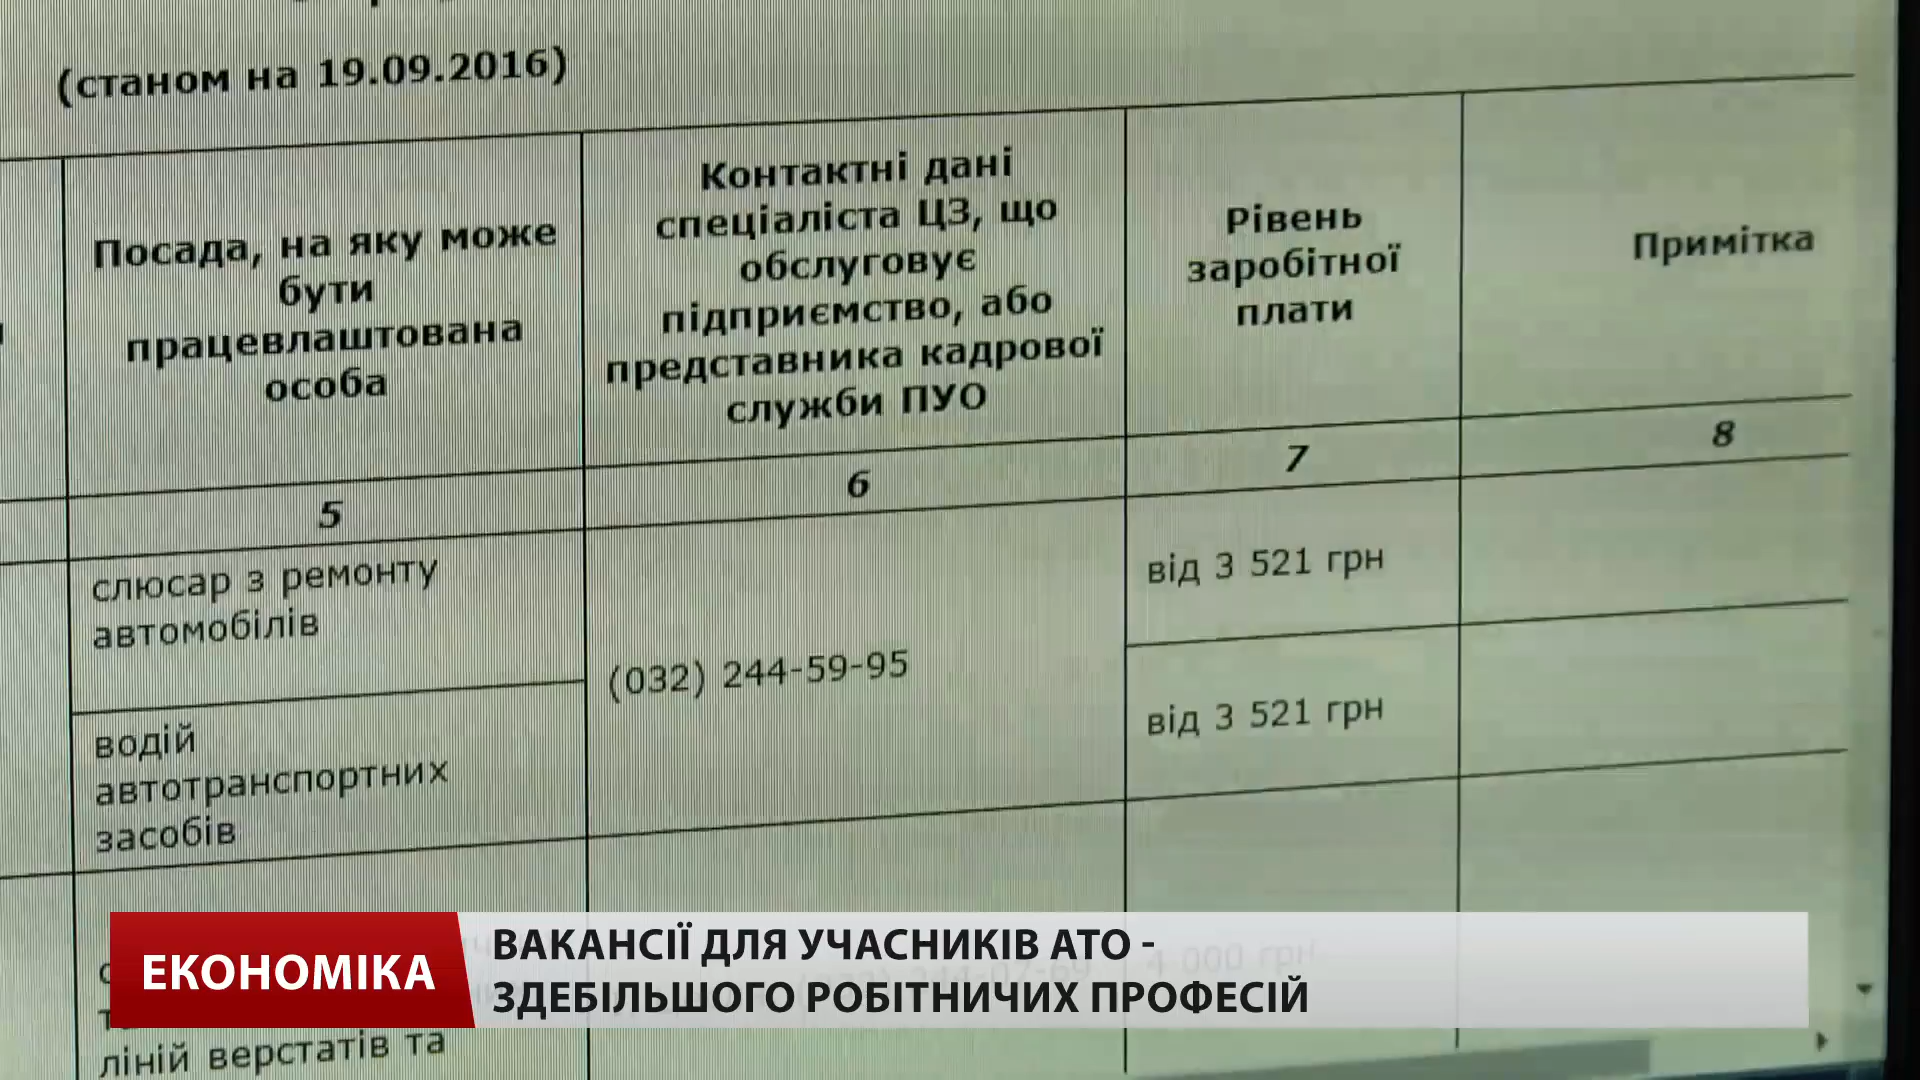 (станом на 19.09.2016)
Посада, на яку може
бути
працевлаштована
особа
Контактні дані
спеціаліста ЦЗ, що
обслуговує
підприємство, або
представника кадрової
служби ПУО
Рівень
заробітної
плати
Примітка
5
6
7
8
слюсар з ремонту
автомобілів
(032) 244-59-95
від 3 521 грн
водій
автотранспортних
засобів
від 3 521 грн
4 000 грн
ліній верстатів та
ЕКОНОМІКА
ВАКАНСІЇ ДЛЯ УЧАСНИКІВ АТО -
ЗДЕБІЛЬШОГО РОБІТНИЧИХ ПРОФЕСІЙ